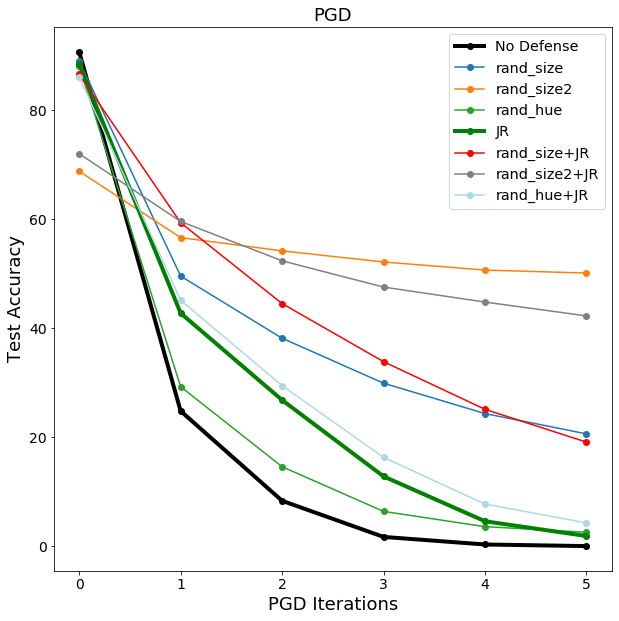 PGD
No Defense
rand_size
rand_size2
rand_hue
JR
rand_size+JR
rand_size2+JR
rand_hue+JR
Test Accuracy
80
60
40
20
0
0 1 2 3 4 5
PGD Iterations